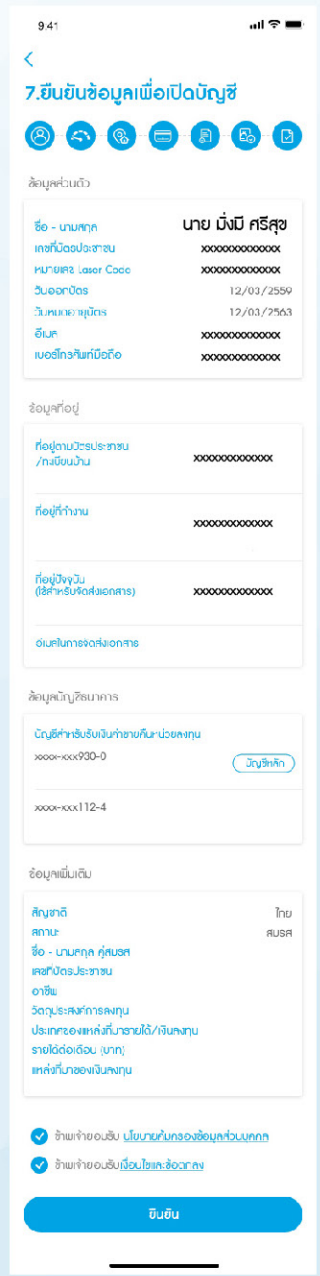 9:41
7.ยืนยันข้อมูลเพื่อเปิดบัญชี
ข้อมูลส่วนตัว
ชื่อ - นามสกุล นาย มั่งมี ศรีสุข
เลขที่บัตรประชาชน xxxxxxxxxxxxx
หมายเลข Laser Code xxxxxxxxxxxxx
วันออกบัตร 12/03/2559
วันหมดอายุบัตร 12/03/2563
อีเมล xxxxxxxxxxxxx
เบอร์โทรศัพท์มือถือ xxxxxxxxxxxxx
ข้อมูลที่อยู่
ที่อยู่ตามบัตรประชาชน
/ทะเบียนบ้าน xxxxxxxxxxxxx
ที่อยู่ที่ทำงาน
xxxxxxxxxxxxx
ที่อยู่ปัจจุบัน
(ใช้สำหรับจัดส่งเอกสาร) xxxxxxxxxxxxx
อีเมลในการจัดส่งเอกสาร
ข้อมูลบัญชีธนาคาร
บัญชีสำหรับรับเงินค่าขายคืนหน่วยลงทุน
xxxx-xxx930-0 บัญชีหลัก
xxxx-xxx112-4
ข้อมูลเพิ่มเติม
สัญชาติ ไทย
สถานะ สมรส
ชื่อ - นามสกุล คู่สมรส
เลขที่บัตรประชาชน
อาชีพ
วัตถุประสงค์การลงทุน
ประเทศของแหล่งที่มารายได้/เงินลงทุน
รายได้ต่อเดือน (บาท)
แหล่งที่มาของเงินลงทุน
ข้าพเจ้ายอมรับ นโยบายคุ้มครองข้อมูลส่วนบุคคล
ข้าพเจ้ายอมรับเงื่อนไขและข้อตกลง
ยืนยัน